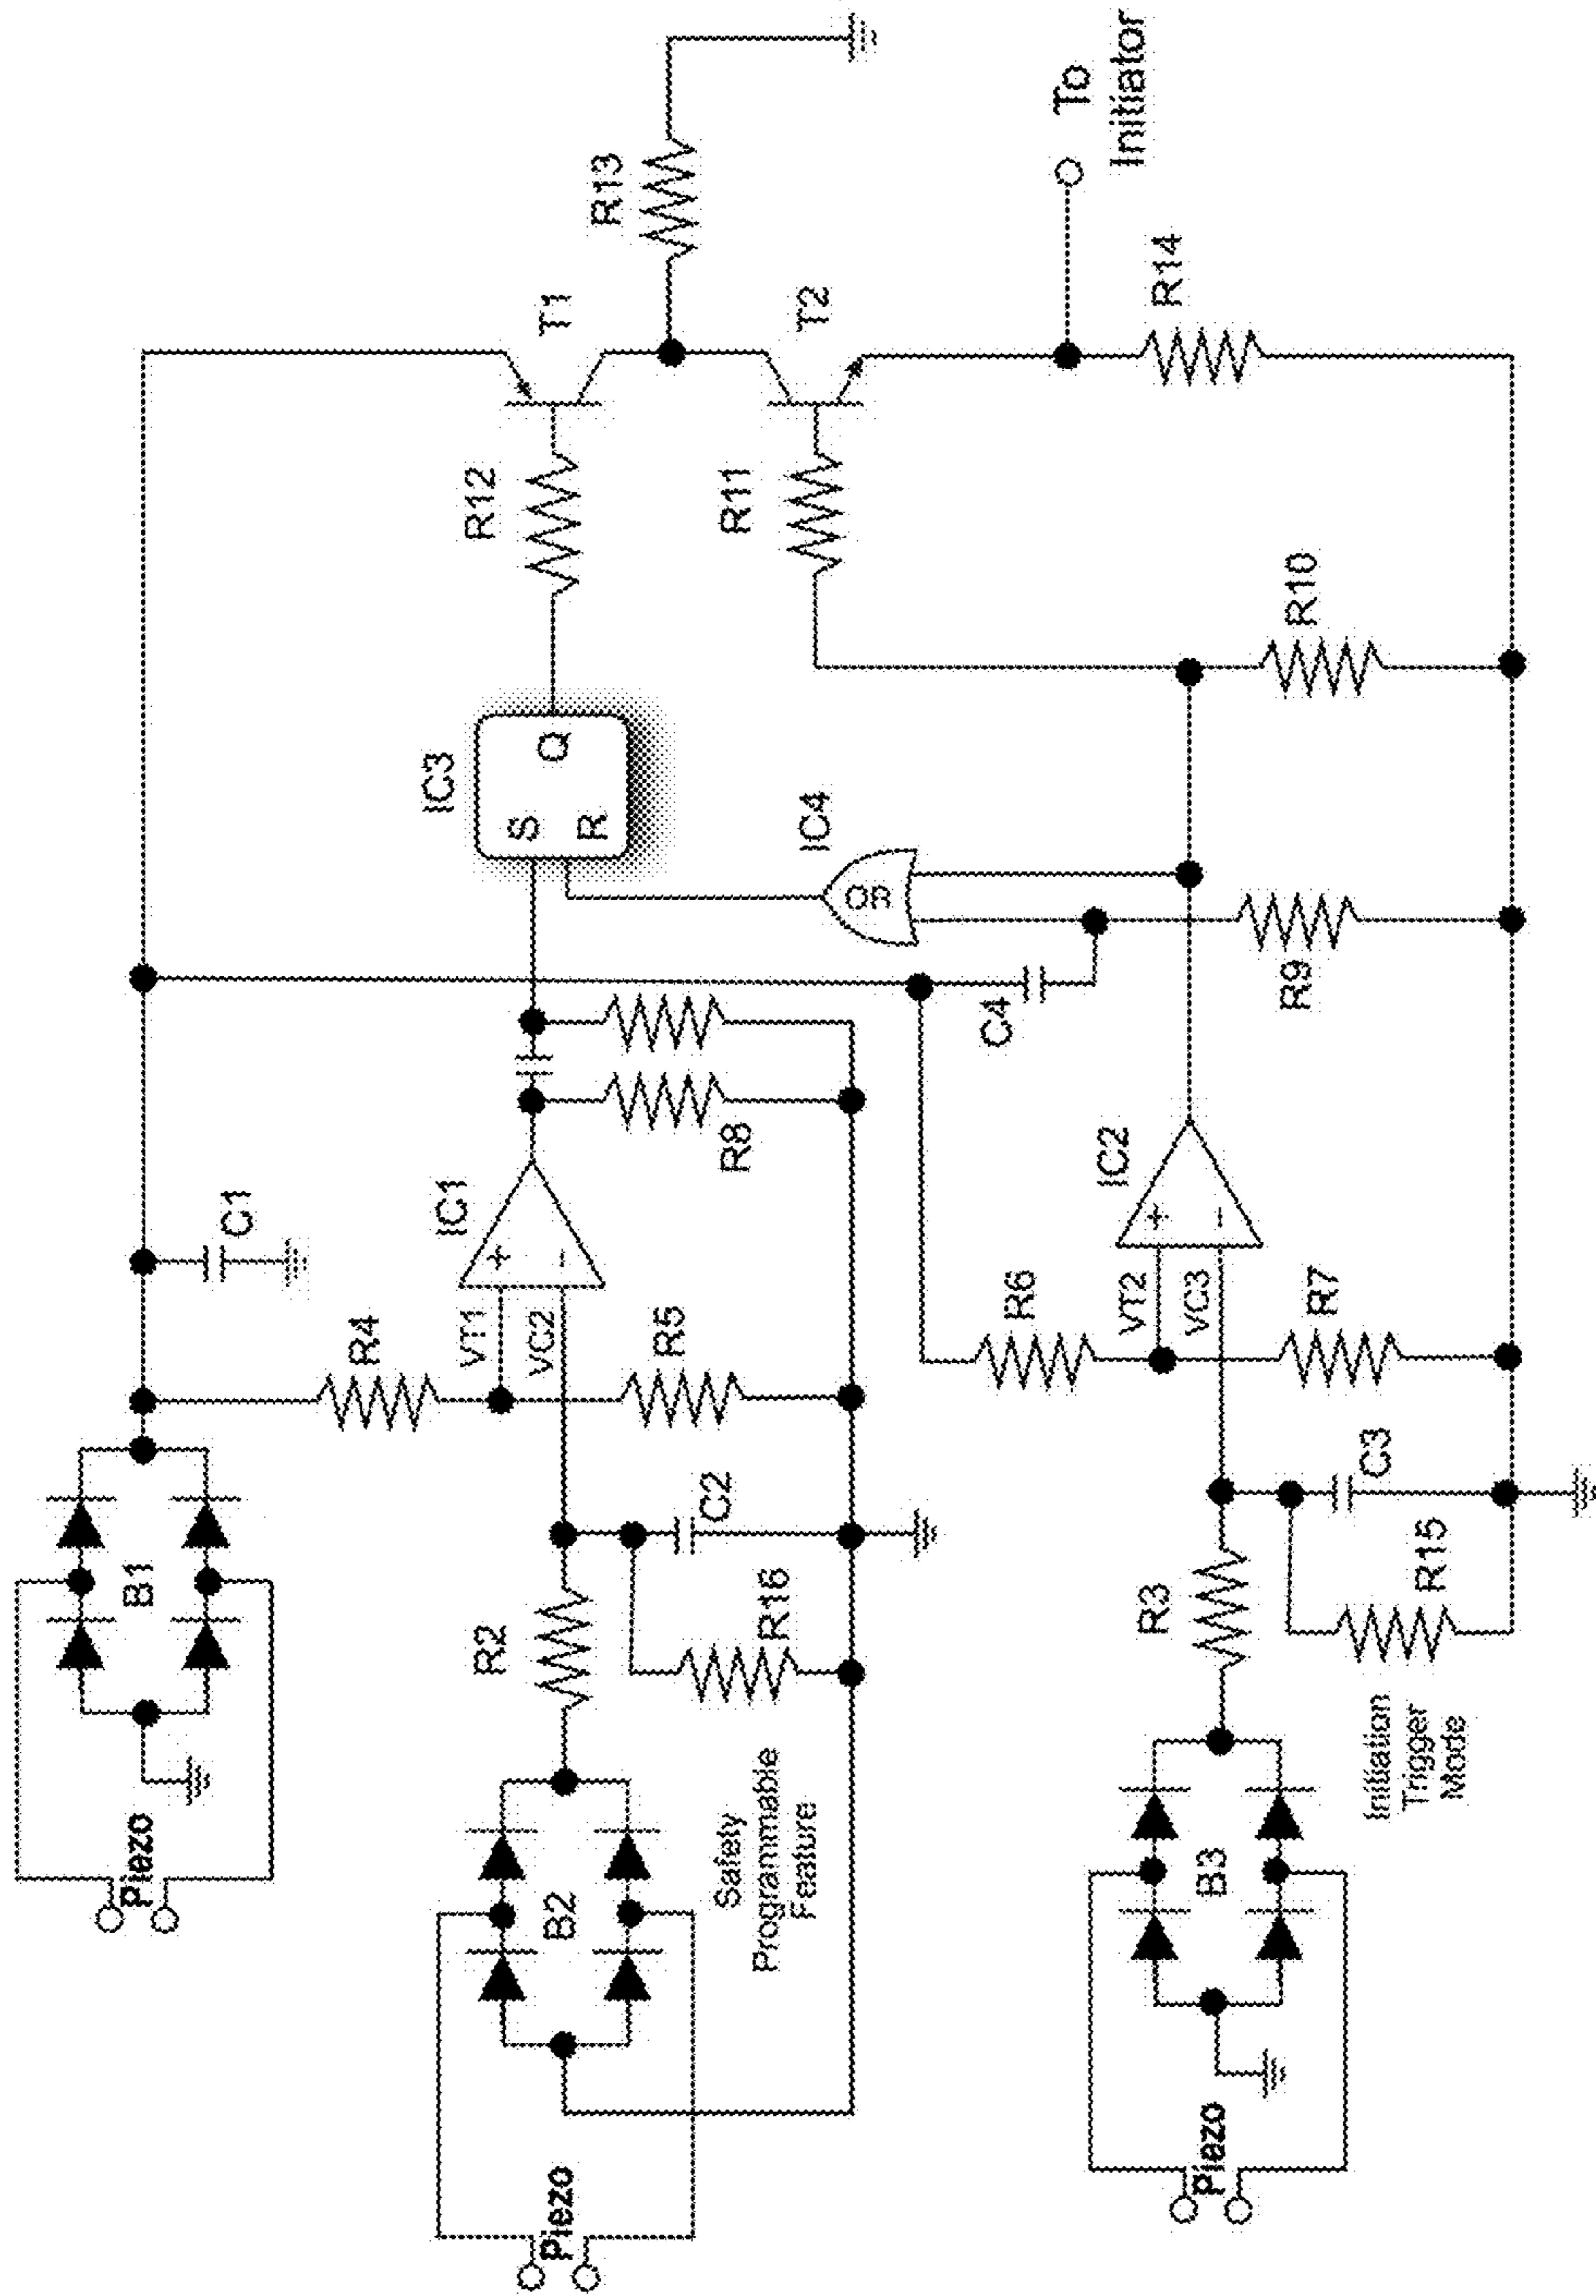 Piezo
B1
C1
R4
VT1
VC2
+
−
IC1
R5
R8
IC3
S
R
Q
R12
T1
R13
Piezo
B2
R2
C2
R16
Safety
Programmable
Feature
R6
C4
IC4
OR
R11
T2
To
Initiator
Piezo
B3
R3
C3
R15
Initiation
Trigger
Mode
VT2
VC3
+
−
IC2
R7
R9
R10
R14